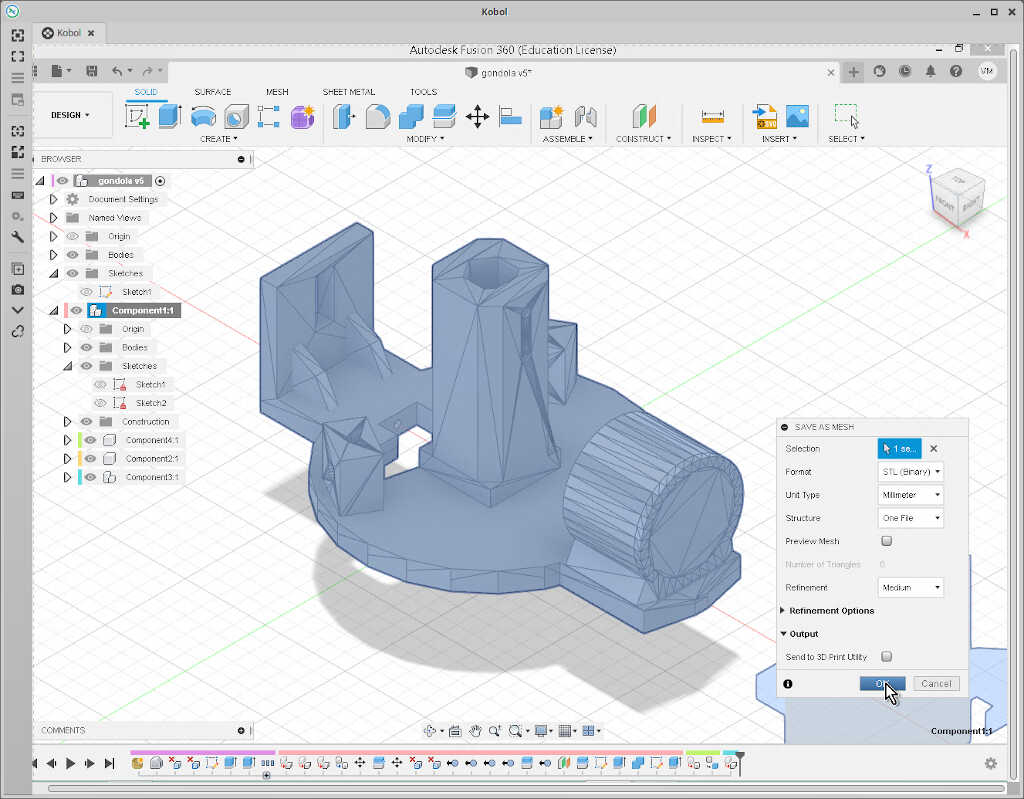 Kobol
Kobol
Autodesk Fusion 360 (Education License)
gondola v5*
VM
SOLID SURFACE MESH SHEET METAL TOOLS
DESIGN
CREATE MODIFY ASSEMBLE CONSTRUCT INSPECT INSERT SELECT
SVG
BROWSER
gondola v5
Document Settings
Named Views
Origin
Bodies
Sketches
Sketch1
Component1:1
Origin
Bodies
Sketches
Sketch1
Sketch2
Construction
Component4:1
Component2:1
Component3:1
Z
TOP
FRONT RIGHT
X
SAVE AS MESH
Selection 1 se...
Format STL (Binary)
Unit Type Millimeter
Structure One File
Preview Mesh
Number of Triangles 0
Refinement Medium
Refinement Options
Output
Send to 3D Print Utility
Cancel
Component1:1
COMMENTS